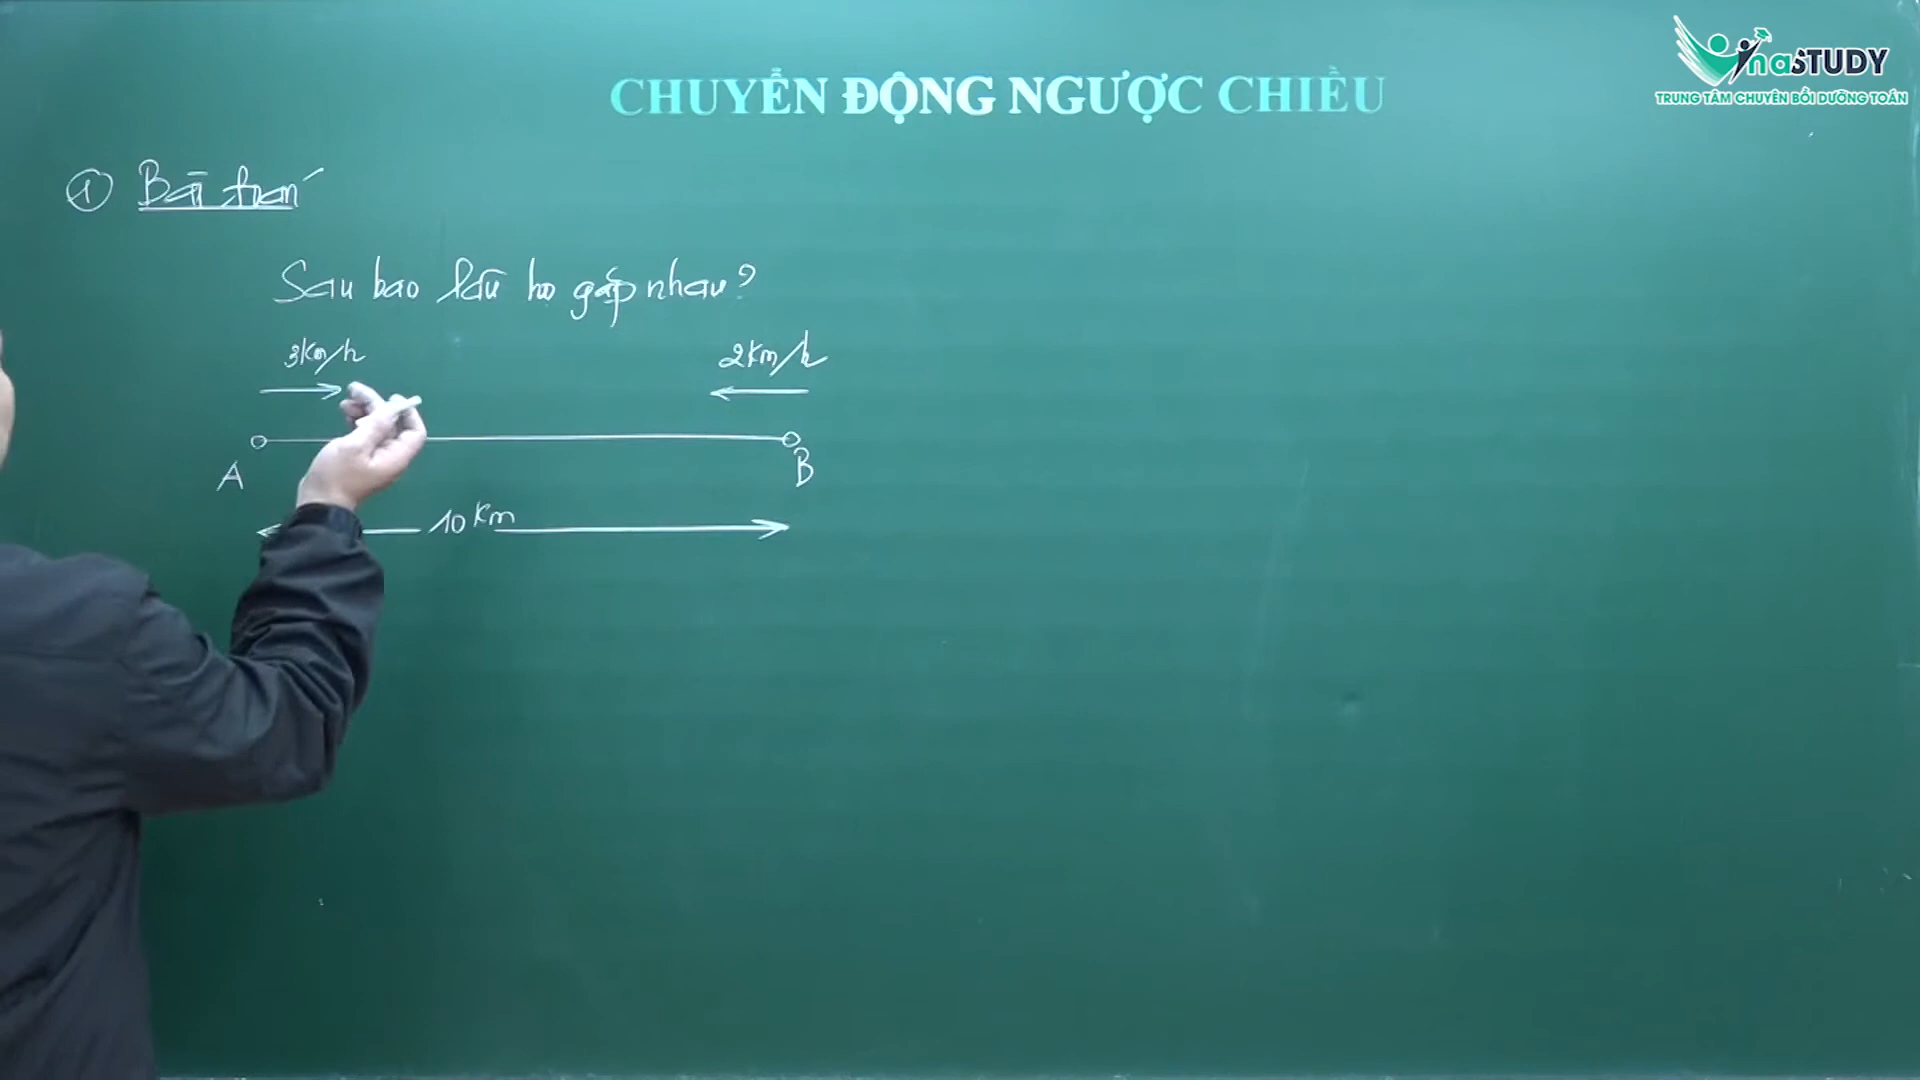 VinaSTUDY
TRUNG TÂM CHUYÊN BỒI DƯỠNG TOÁN
CHUYỂN ĐỘNG NGƯỢC CHIỀU
① Bài toán
Sau bao lâu họ gặp nhau?
3km/h
2km/h
A
B
10 km